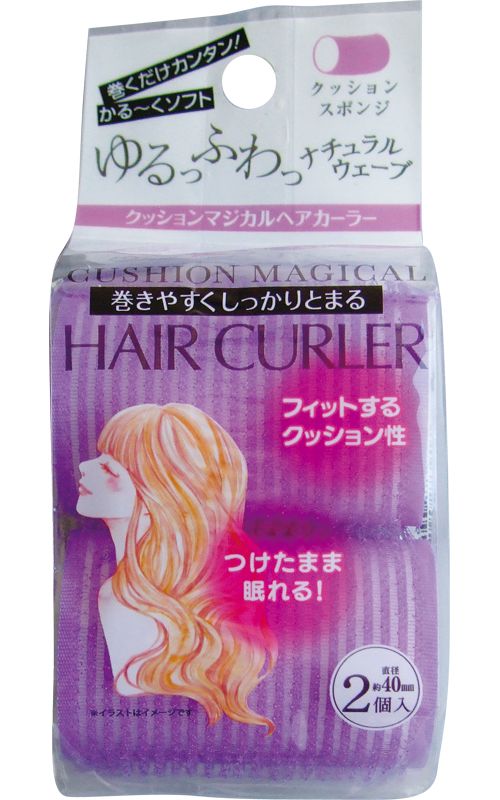 巻くだけカンタン!
かる〜くソフト
クッション
スポンジ
ゆるっふわっナチュラル
ウェーブ
クッションマジカルヘアカーラー
CUSHION MAGICAL
巻きやすくしっかりとまる
HAIR CURLER
フィットする
クッション性
つけたまま
眠れる!
直径
約40mm
2個入
※イラストはイメージです